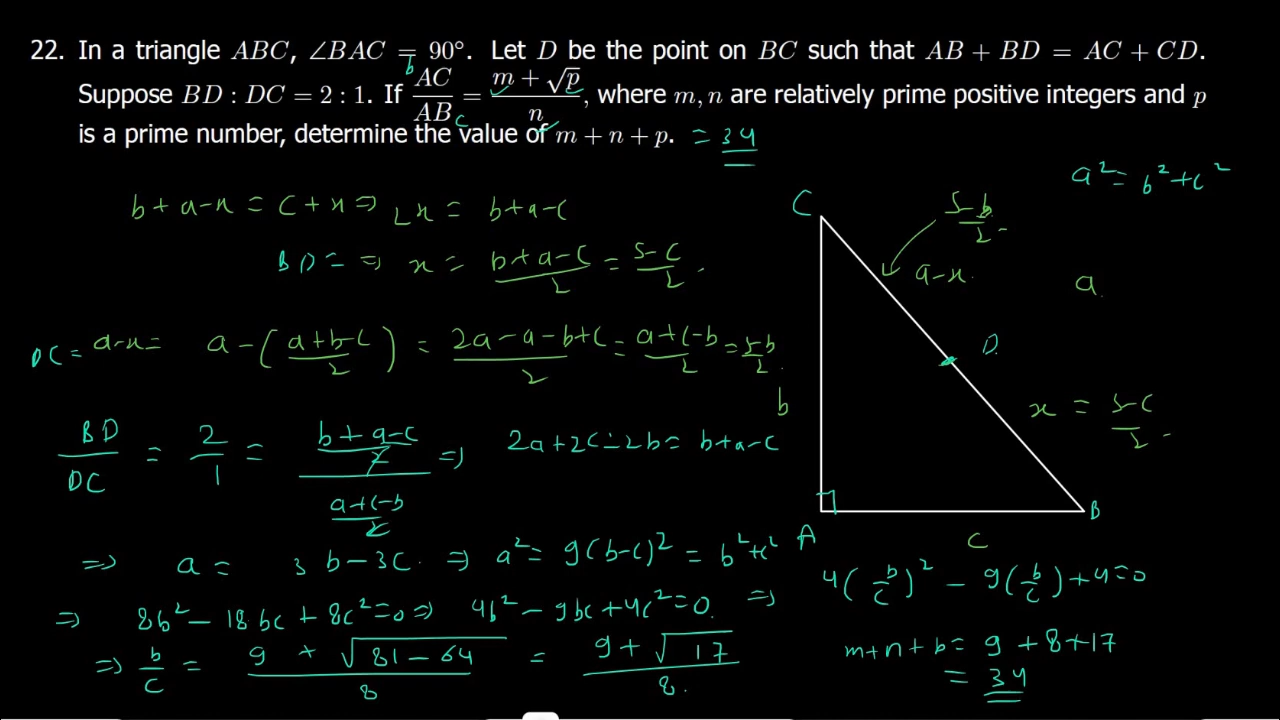 22. In a triangle ABC, ∠BAC = 90°. Let D be the point on BC such that AB + BD = AC + CD.
Suppose BD : DC = 2 : 1. If AC/AB = (m + √p)/n, where m, n are relatively prime positive integers and p
is a prime number, determine the value of m + n + p. = 34
b
c
a² = b² + c²
b + a - x = c + x ⇒ 2x = b + a - c
BD = ⇒ x = (b + a - c)/2 = (s - c)/2
DC = a - x = a - ((a + b - c)/2) = (2a - a - b + c)/2 = (a + c - b)/2 = (s - b)/2
BD/DC = 2/1 = ((b + a - c)/2)/((a + c - b)/2) ⇒ 2a + 2c - 2b = b + a - c
⇒ a = 3b - 3c ⇒ a² = 9(b - c)² = b² + c²
⇒ 8b² - 18bc + 8c² = 0 ⇒ 4b² - 9bc + 4c² = 0 ⇒
⇒ b/c = (9 + √(81 - 64))/8 = (9 + √17)/8.
C
(s - b)/2
a - x
a
D
b
x = (s - c)/2
A
B
c
4(b/c)² - 9(b/c) + 4 = 0
m + n + p = 9 + 8 + 17
= 34